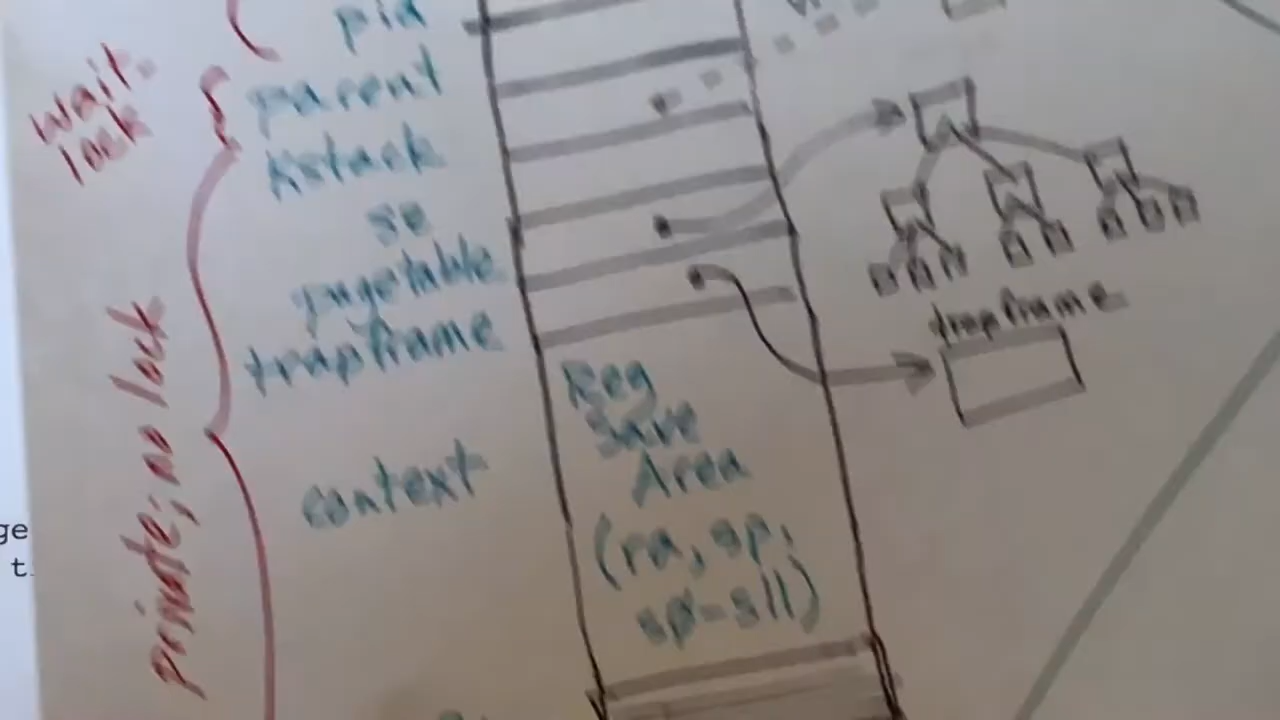 pid
wait-
lock
parent
kstack
sz
pagetable
trapframe
trapframe
private; no lock
Reg
Save
Area
context
(ra, sp,
s0-s11)
ge
t